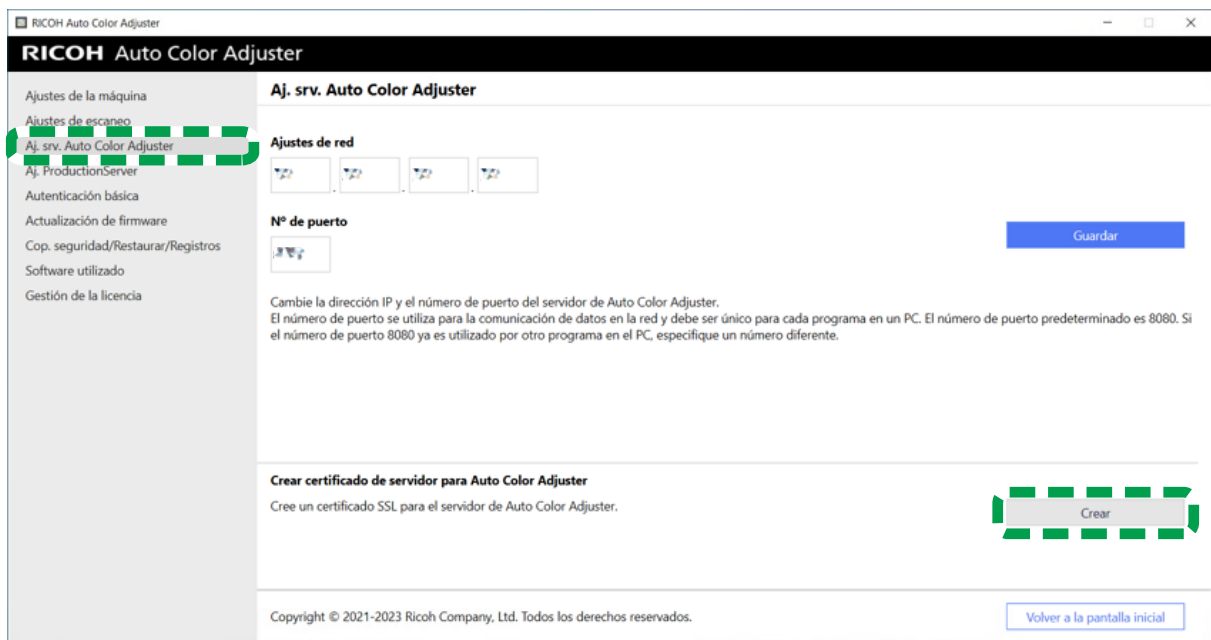 RICOH Auto Color Adjuster
RICOH Auto Color Adjuster
Ajustes de la máquina
Ajustes de escaneo
Aj. srv. Auto Color Adjuster
Aj. ProductionServer
Autenticación básica
Actualización de firmware
Cop. seguridad/Restaurar/Registros
Software utilizado
Gestión de la licencia
Aj. srv. Auto Color Adjuster
Ajustes de red
. . .
Nº de puerto
Guardar
Cambie la dirección IP y el número de puerto del servidor de Auto Color Adjuster.
El número de puerto se utiliza para la comunicación de datos en la red y debe ser único para cada programa en un PC. El número de puerto predeterminado es 8080. Si
el número de puerto 8080 ya es utilizado por otro programa en el PC, especifique un número diferente.
Crear certificado de servidor para Auto Color Adjuster
Cree un certificado SSL para el servidor de Auto Color Adjuster.
Crear
Copyright © 2021-2023 Ricoh Company, Ltd. Todos los derechos reservados.
Volver a la pantalla inicial